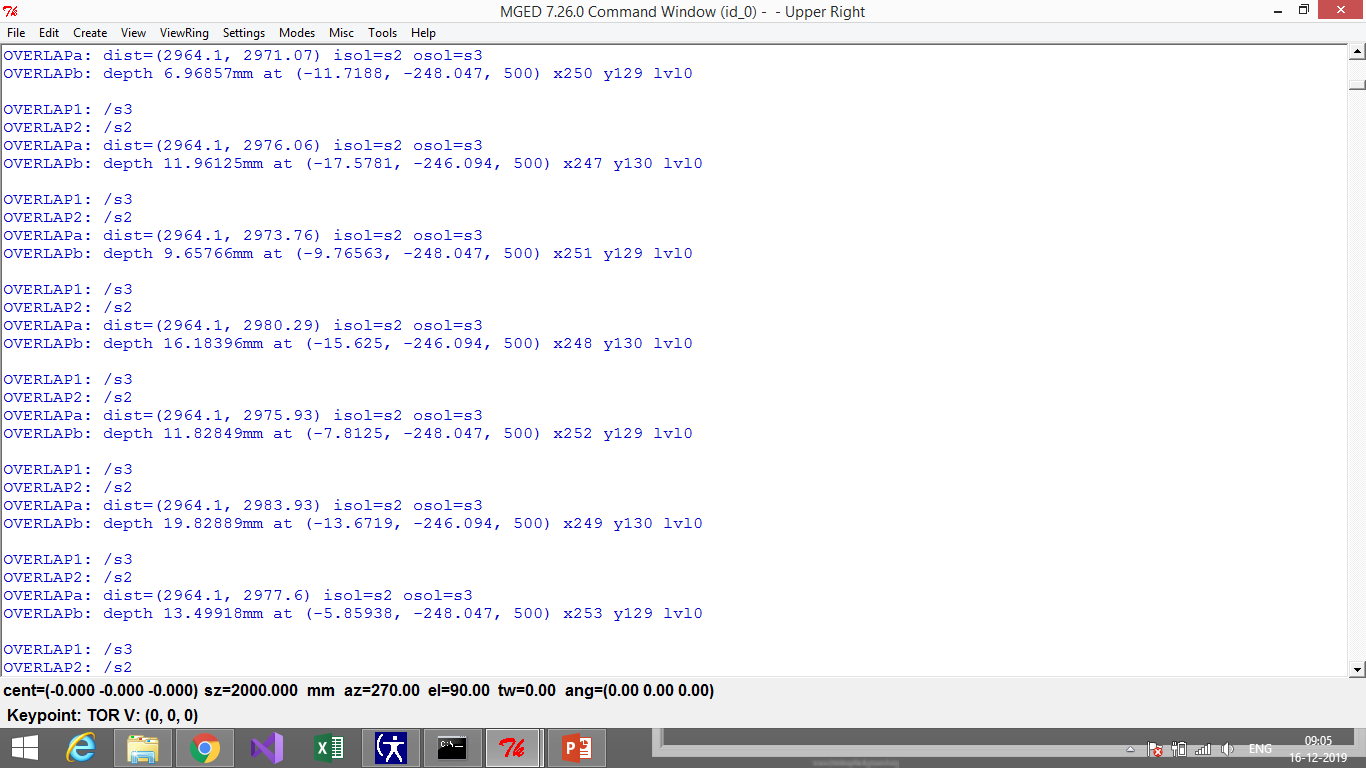 MGED 7.26.0 Command Window (id_0) - - Upper Right
File Edit Create View ViewRing Settings Modes Misc Tools Help
OVERLAPa: dist=(2964.1, 2971.07) isol=s2 osol=s3
OVERLAPb: depth 6.96857mm at (-11.7188, -248.047, 500) x250 y129 lvl0
OVERLAP1: /s3
OVERLAP2: /s2
OVERLAPa: dist=(2964.1, 2976.06) isol=s2 osol=s3
OVERLAPb: depth 11.96125mm at (-17.5781, -246.094, 500) x247 y130 lvl0
OVERLAP1: /s3
OVERLAP2: /s2
OVERLAPa: dist=(2964.1, 2973.76) isol=s2 osol=s3
OVERLAPb: depth 9.65766mm at (-9.76563, -248.047, 500) x251 y129 lvl0
OVERLAP1: /s3
OVERLAP2: /s2
OVERLAPa: dist=(2964.1, 2980.29) isol=s2 osol=s3
OVERLAPb: depth 16.18396mm at (-15.625, -246.094, 500) x248 y130 lvl0
OVERLAP1: /s3
OVERLAP2: /s2
OVERLAPa: dist=(2964.1, 2975.93) isol=s2 osol=s3
OVERLAPb: depth 11.82849mm at (-7.8125, -248.047, 500) x252 y129 lvl0
OVERLAP1: /s3
OVERLAP2: /s2
OVERLAPa: dist=(2964.1, 2983.93) isol=s2 osol=s3
OVERLAPb: depth 19.82889mm at (-13.6719, -246.094, 500) x249 y130 lvl0
OVERLAP1: /s3
OVERLAP2: /s2
OVERLAPa: dist=(2964.1, 2977.6) isol=s2 osol=s3
OVERLAPb: depth 13.49918mm at (-5.85938, -248.047, 500) x253 y129 lvl0
OVERLAP1: /s3
OVERLAP2: /s2
cent=(-0.000 -0.000 -0.000) sz=2000.000 mm az=270.00 el=90.00 tw=0.00 ang=(0.00 0.00 0.00)
Keypoint: TOR V: (0, 0, 0)
ENG
09:05
16-12-2019